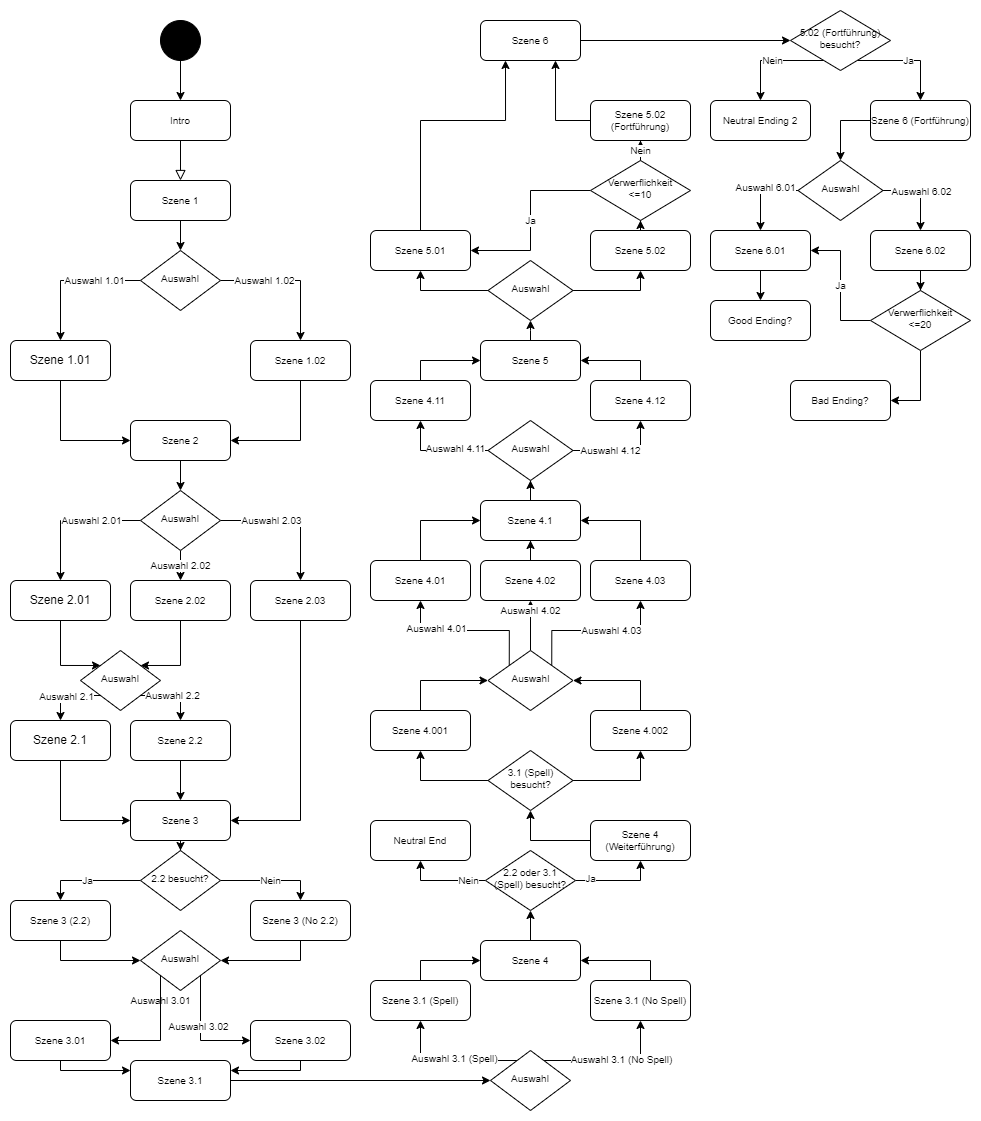 Intro
Szene 1
Auswahl
Auswahl 1.01
Auswahl 1.02
Szene 1.01
Szene 1.02
Szene 2
Auswahl
Auswahl 2.01
Auswahl 2.03
Auswahl 2.02
Szene 2.01
Szene 2.02
Szene 2.03
Auswahl
Auswahl 2.1
Auswahl 2.2
Szene 2.1
Szene 2.2
Szene 3
2.2 besucht?
Ja
Nein
Szene 3 (2.2)
Szene 3 (No 2.2)
Auswahl
Auswahl 3.01
Auswahl 3.02
Szene 3.01
Szene 3.02
Szene 3.1
Auswahl
Auswahl 3.1 (Spell)
Auswahl 3.1 (No Spell)
Szene 3.1 (Spell)
Szene 3.1 (No Spell)
Szene 4
2.2 oder 3.1
(Spell) besucht?
Nein
Ja
Neutral End
Szene 4
(Weiterführung)
3.1 (Spell)
besucht?
Szene 4.001
Szene 4.002
Auswahl
Auswahl 4.01
Auswahl 4.02
Auswahl 4.03
Szene 4.01
Szene 4.02
Szene 4.03
Szene 4.1
Auswahl
Auswahl 4.11
Auswahl 4.12
Szene 4.11
Szene 4.12
Szene 5
Auswahl
Szene 5.01
Szene 5.02
Verwerflichkeit
<=10
Ja
Nein
Szene 5.02
(Fortführung)
Szene 6
5.02 (Fortführung)
besucht?
Nein
Ja
Neutral Ending 2
Szene 6 (Fortführung)
Auswahl
Auswahl 6.01
Auswahl 6.02
Szene 6.01
Szene 6.02
Ja
Verwerflichkeit
<=20
Good Ending?
Bad Ending?